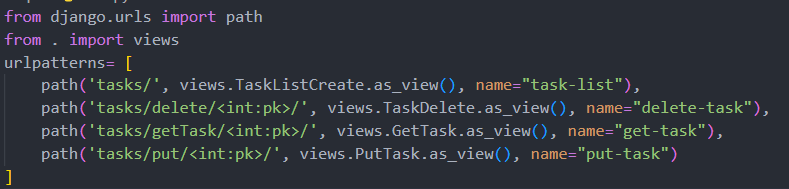 from django.urls import path
from . import views
urlpatterns= [
    path('tasks/', views.TaskListCreate.as_view(), name="task-list"),
    path('tasks/delete/<int:pk>/', views.TaskDelete.as_view(), name="delete-task"),
    path('tasks/getTask/<int:pk>/', views.GetTask.as_view(), name="get-task"),
    path('tasks/put/<int:pk>/', views.PutTask.as_view(), name="put-task")
]